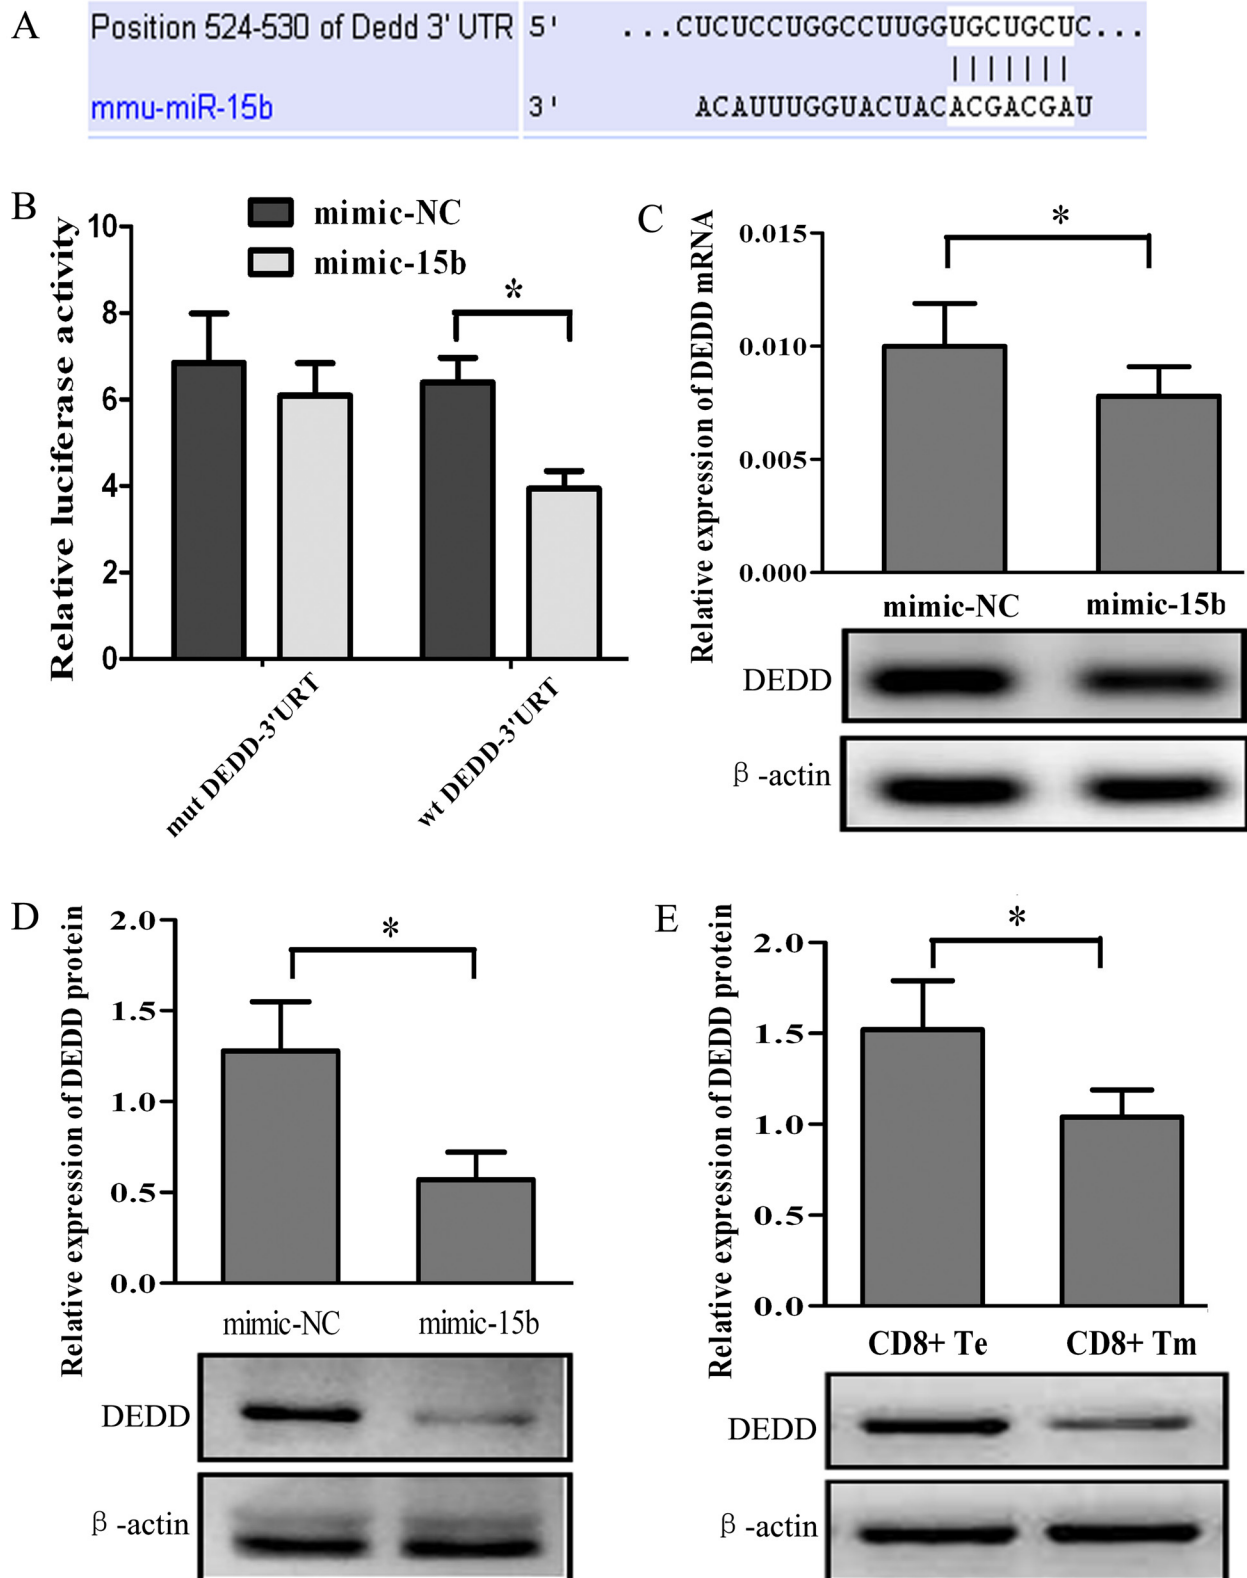 A
Position 524-530 of Dedd 3' UTR 5' ...CUCUCCUGGCCUUGGUGCUGCUC...
mmu-miR-15b 3' ACAUUUGGUACUACACGACGAU
B
mimic-NC
mimic-15b
Relative luciferase activity
10
8
6
4
2
0
*
mut DEDD-3'URT
wt DEDD-3'URT
C
Relative expression of DEDD mRNA
0.015
0.010
0.005
0.000
*
mimic-NC mimic-15b
DEDD
β-actin
D
Relative expression of DEDD protein
2.0
1.5
1.0
0.5
0.0
*
mimic-NC mimic-15b
DEDD
β-actin
E
Relative expression of DEDD protein
2.0
1.5
1.0
0.5
0.0
*
CD8+ Te CD8+ Tm
DEDD
β-actin